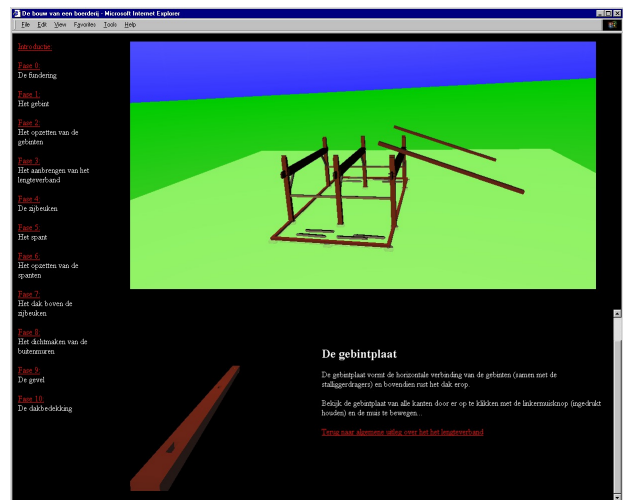 De bouw van een boerderij - Microsoft Internet Explorer
File Edit View Favorites Tools Help
Introductie:
Fase 0:
De fundering
Fase 1:
Het gebint
Fase 2:
Het opzetten van de
gebinten
Fase 3:
Het aanbrengen van het
lengteverband
Fase 4:
De zijbeuken
Fase 5:
Het spant
Fase 6:
Het opzetten van de
spanten
Fase 7:
Het dak boven de
zijbeuken
Fase 8:
Het dichtmaken van de
buitenmuren
Fase 9:
De gevel
Fase 10:
De dakbedekking
De gebintplaat
De gebintplaat vormt de horizontale verbinding van de gebinten (samen met de
stalliggerdragers) en bovendien rust het dak erop.
Bekijk de gebintplaat van alle kanten door er op te klikken met de linkermuisknop (ingedrukt
houden) en de muis te bewegen...
Terug naar algemene uitleg over het het lengteverband